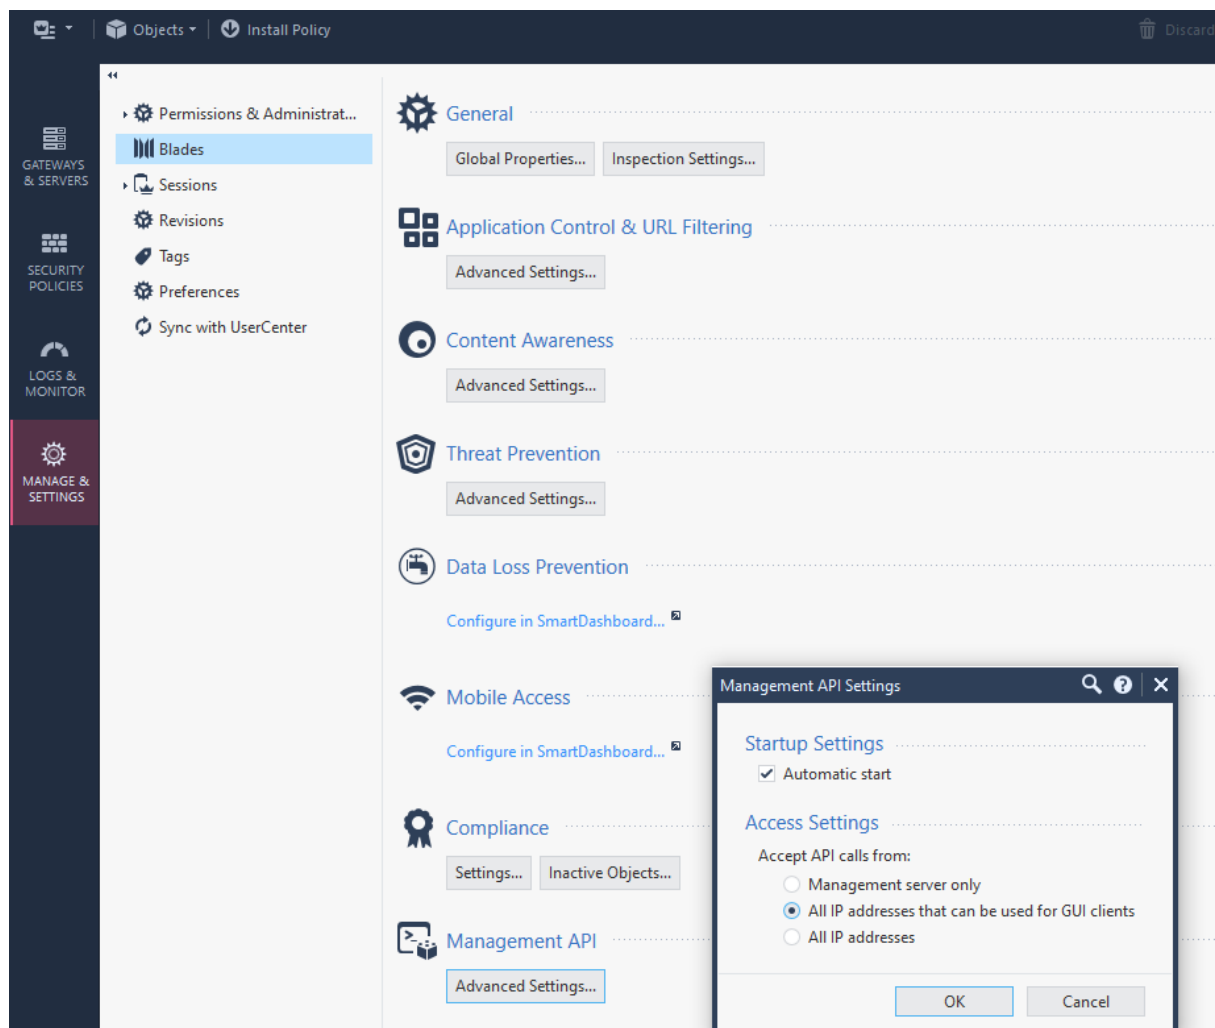 Objects
Install Policy
Discard
GATEWAYS
& SERVERS
SECURITY
POLICIES
LOGS &
MONITOR
MANAGE &
SETTINGS
Permissions & Administrat...
Blades
Sessions
Revisions
Tags
Preferences
Sync with UserCenter
General
Global Properties...
Inspection Settings...
Application Control & URL Filtering
Advanced Settings...
Content Awareness
Advanced Settings...
Threat Prevention
Advanced Settings...
Data Loss Prevention
Configure in SmartDashboard...
Mobile Access
Configure in SmartDashboard...
Compliance
Settings...
Inactive Objects...
Management API
Advanced Settings...
Management API Settings
Startup Settings
Automatic start
Access Settings
Accept API calls from:
Management server only
All IP addresses that can be used for GUI clients
All IP addresses
OK
Cancel